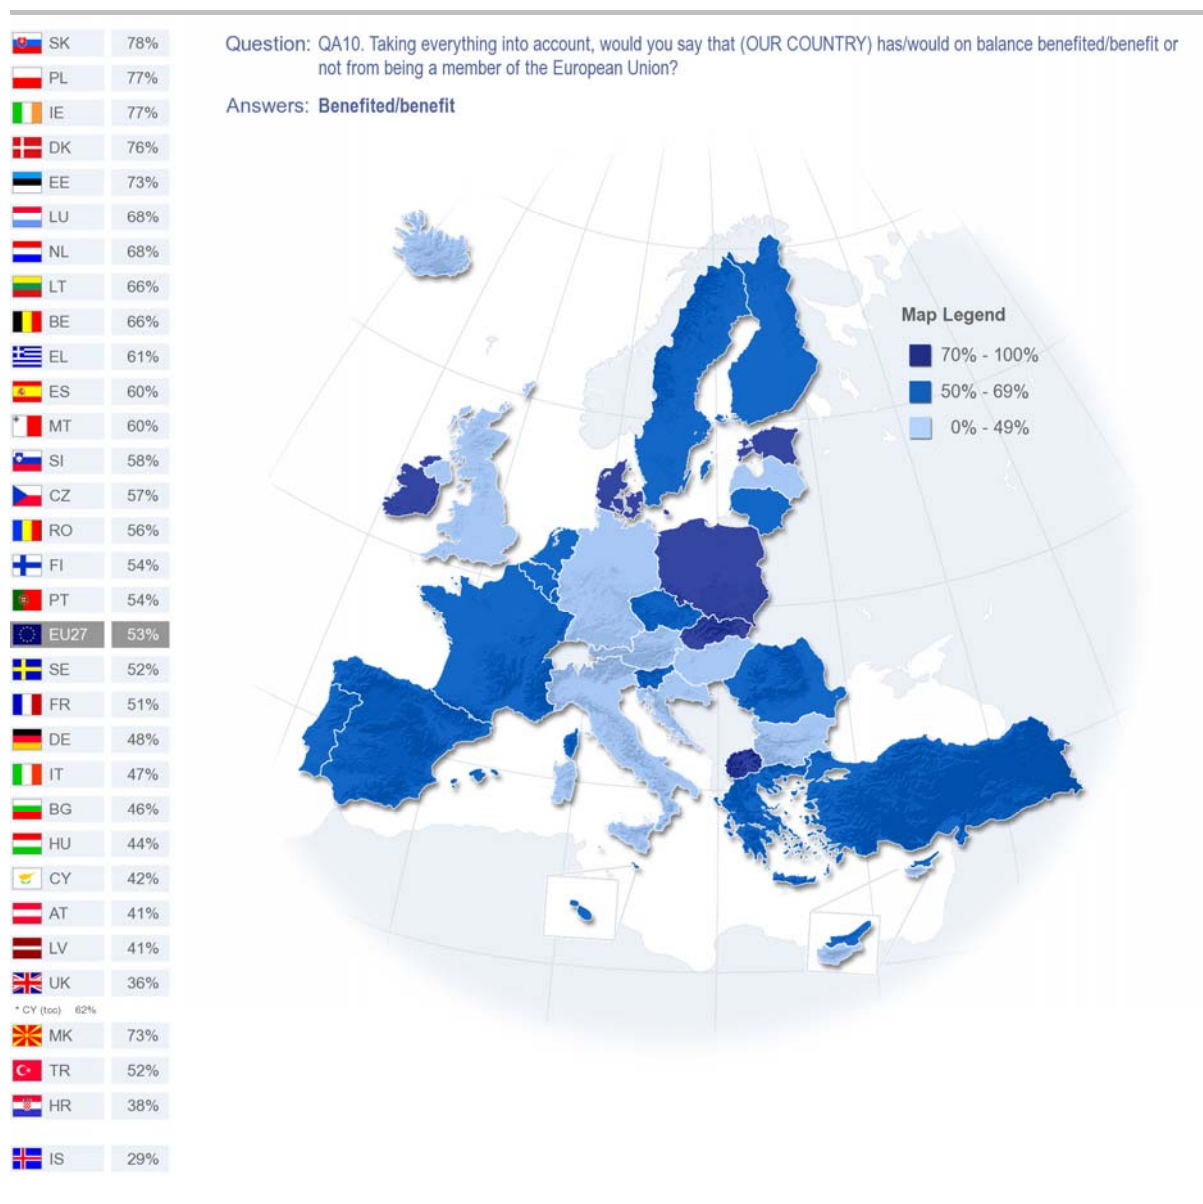 Question: QA10. Taking everything into account, would you say that (OUR COUNTRY) has/would on balance benefited/benefit or
not from being a member of the European Union?
Answers: Benefited/benefit
SK 78%
PL 77%
IE 77%
DK 76%
EE 73%
LU 68%
NL 68%
LT 66%
BE 66%
EL 61%
ES 60%
MT 60%
SI 58%
CZ 57%
RO 56%
FI 54%
PT 54%
EU27 53%
SE 52%
FR 51%
DE 48%
IT 47%
BG 46%
HU 44%
CY 42%
AT 41%
LV 41%
UK 36%
* CY (tcc) 62%
MK 73%
TR 52%
HR 38%
IS 29%
Map Legend
70% - 100%
50% - 69%
0% - 49%